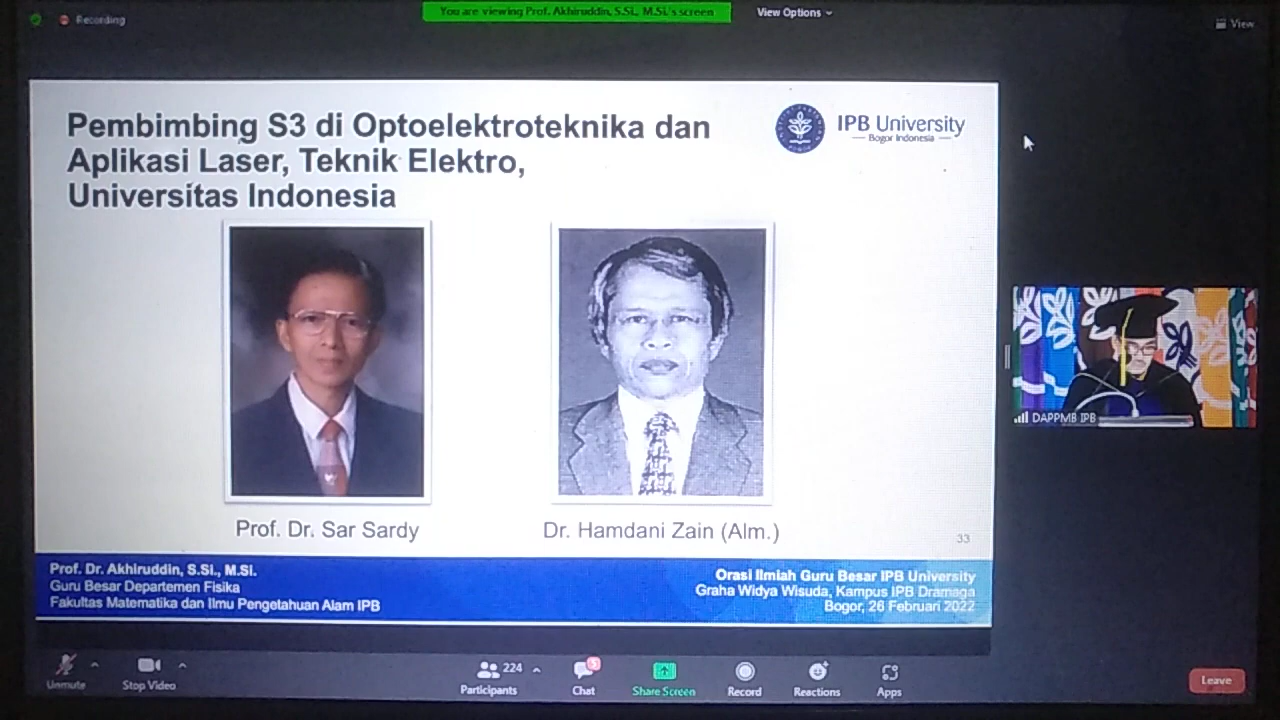 Recording
You are viewing Prof. Akhiruddin, S.Si., M.Si.'s screen
View Options
View
Pembimbing S3 di Optoelektroteknika dan
Aplikasi Laser, Teknik Elektro,
Universitas Indonesia
IPB University
Bogor Indonesia
DAPPMB IPB
Prof. Dr. Sar Sardy
Dr. Hamdani Zain (Alm.)
33
Prof. Dr. Akhiruddin, S.Si., M.Si.
Guru Besar Departemen Fisika
Fakultas Matematika dan Ilmu Pengetahuan Alam IPB
Orasi Ilmiah Guru Besar IPB University
Graha Widya Wisuda, Kampus IPB Dramaga
Bogor, 26 Februari 2022
Unmute
Stop Video
224
Participants
5
Chat
Share Screen
Record
Reactions
Apps
Leave